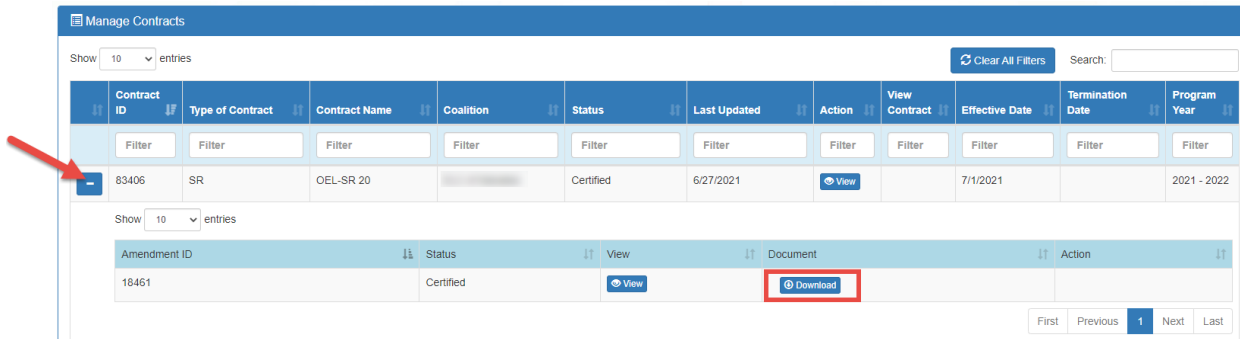 Manage Contracts
Show 10 entries Clear All Filters Search:
Contract ID Type of Contract Contract Name Coalition Status Last Updated Action View Contract Effective Date Termination Date Program Year
Filter Filter Filter Filter Filter Filter Filter Filter Filter Filter Filter
83406 SR OEL-SR 20 Certified 6/27/2021 View 7/1/2021 2021 - 2022
Show 10 entries
Amendment ID Status View Document Action
18461 Certified View Download
First Previous 1 Next Last